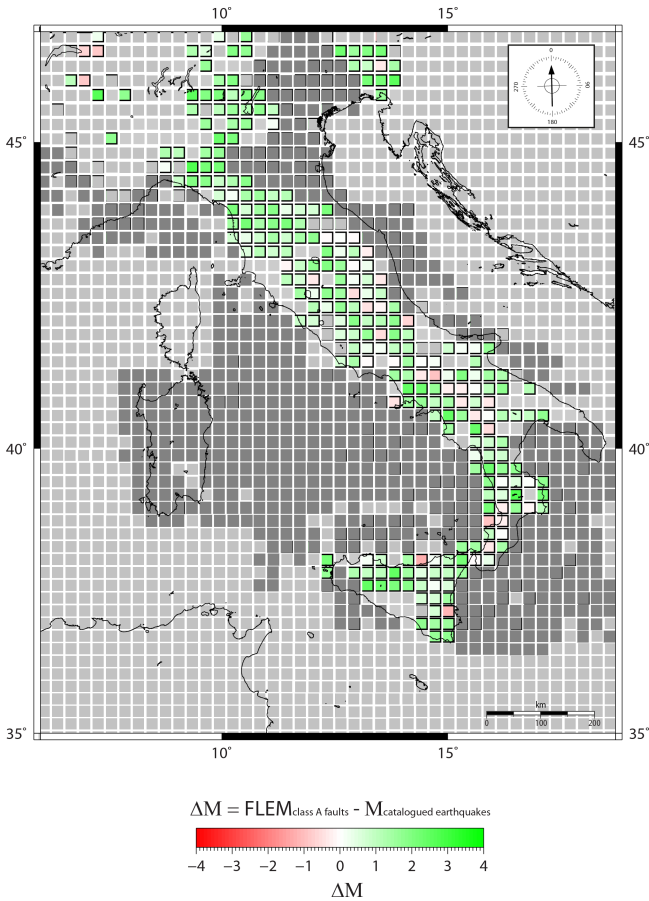 10° 15°
0
270 90
180
45° 45°
40° 40°
km
0 100 200
35° 35°
10° 15°
ΔM = FLEMclass A faults - Mcatalogued earthquakes
−4 −3 −2 −1 0 1 2 3 4
ΔM